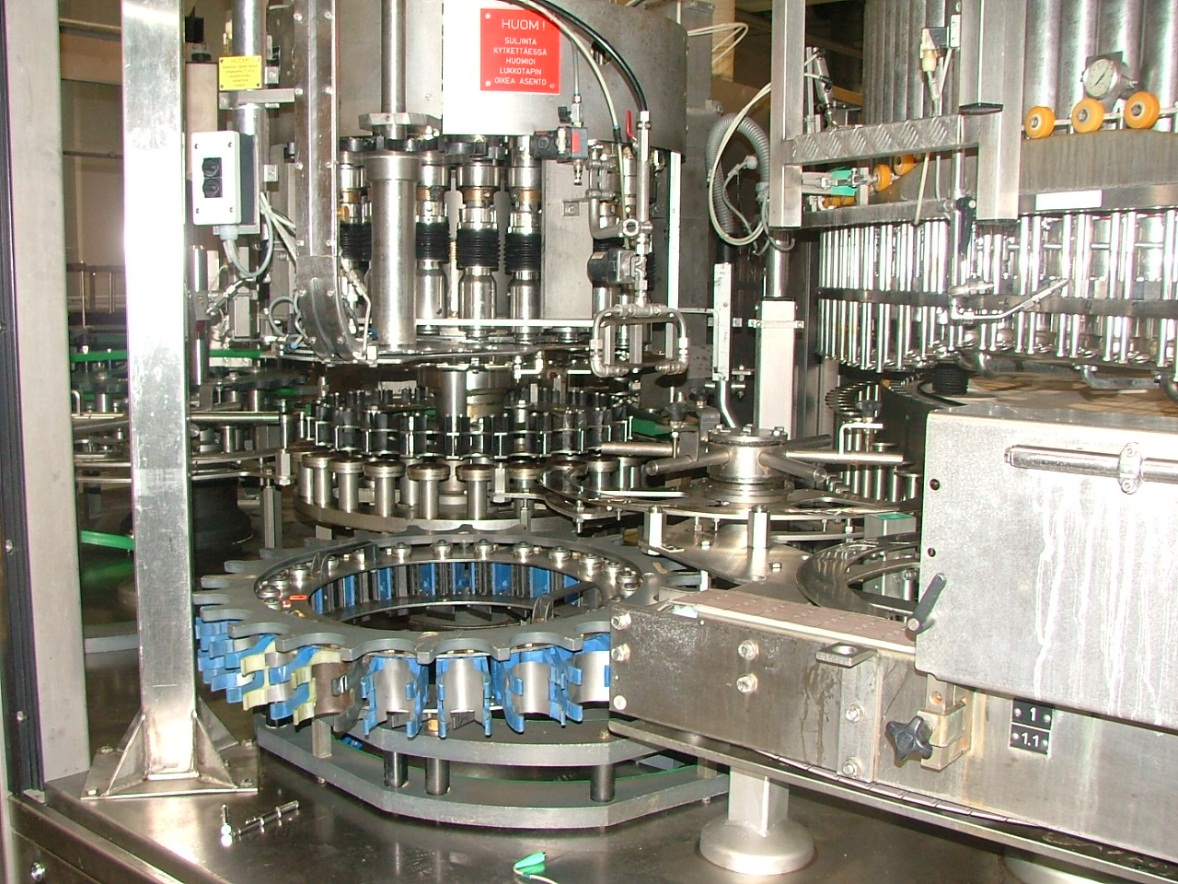 HUOM !
SULJINTA
KYTKETTÄESSÄ
HUOMIOI
LUKKOTAPIN
OIKEA ASENTO
1
1.1